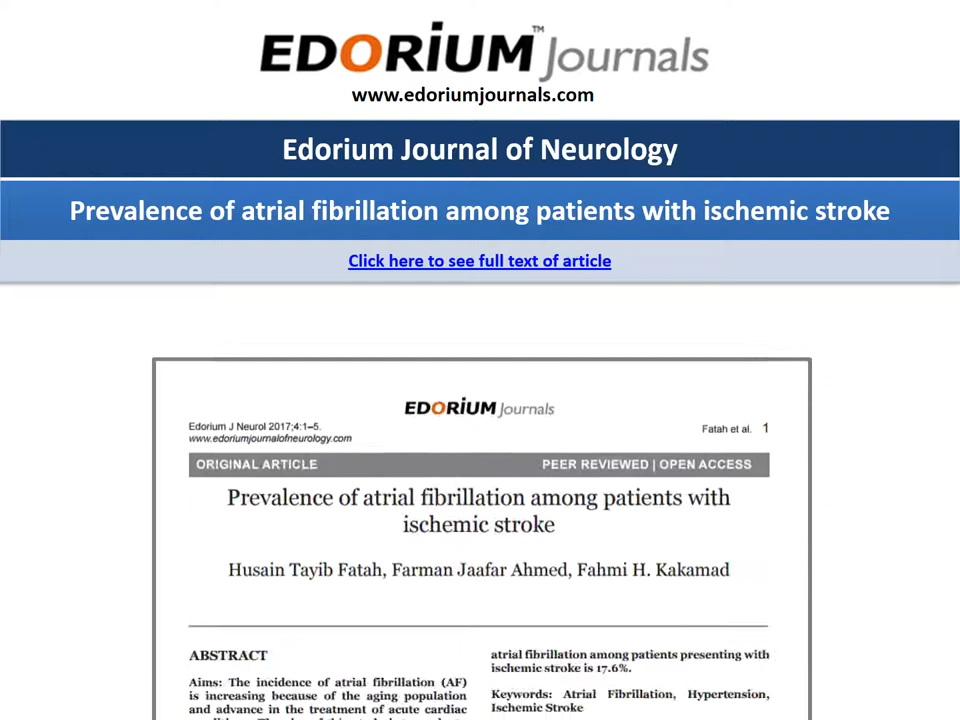 EDORiUM™ Journals
www.edoriumjournals.com
Edorium Journal of Neurology
Prevalence of atrial fibrillation among patients with ischemic stroke
Click here to see full text of article
EDORiUM Journals
Edorium J Neurol 2017;4:1–5.
www.edoriumjournalofneurology.com
Fatah et al. 1
ORIGINAL ARTICLE
PEER REVIEWED | OPEN ACCESS
Prevalence of atrial fibrillation among patients with
ischemic stroke
Husain Tayib Fatah, Farman Jaafar Ahmed, Fahmi H. Kakamad
ABSTRACT
Aims: The incidence of atrial fibrillation (AF)
is increasing because of the aging population
and advance in the treatment of acute cardiac
atrial fibrillation among patients presenting with
ischemic stroke is 17.6%.
Keywords: Atrial Fibrillation, Hypertension,
Ischemic Stroke